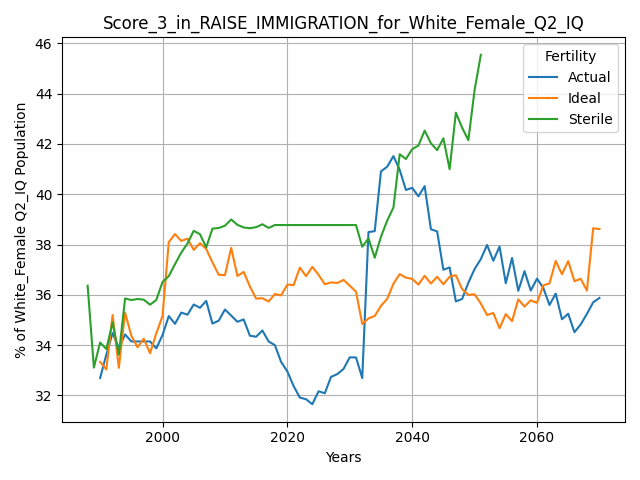 Score_3_in_RAISE_IMMIGRATION_for_White_Female_Q2_IQ
% of White_Female Q2_IQ Population
46
44
42
40
38
36
34
32
Fertility
Actual
Ideal
Sterile
2000
2020
2040
2060
Years